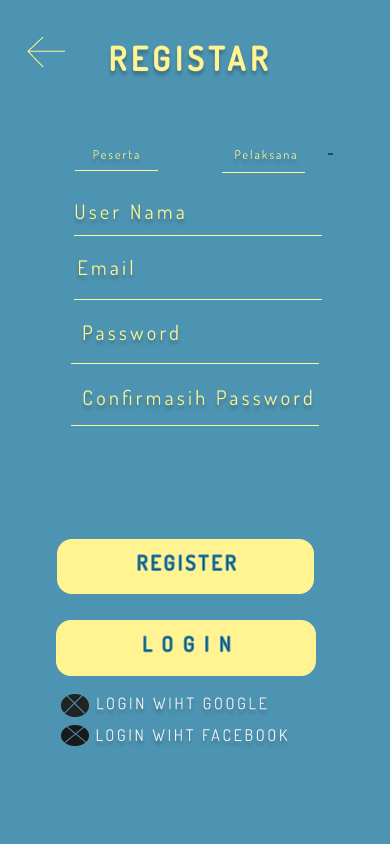 REGISTAR
Peserta Pelaksana -
User Nama
Email
Password
Confirmasih Password
REGISTER
LOGIN
LOGIN WIHT GOOGLE
LOGIN WIHT FACEBOOK